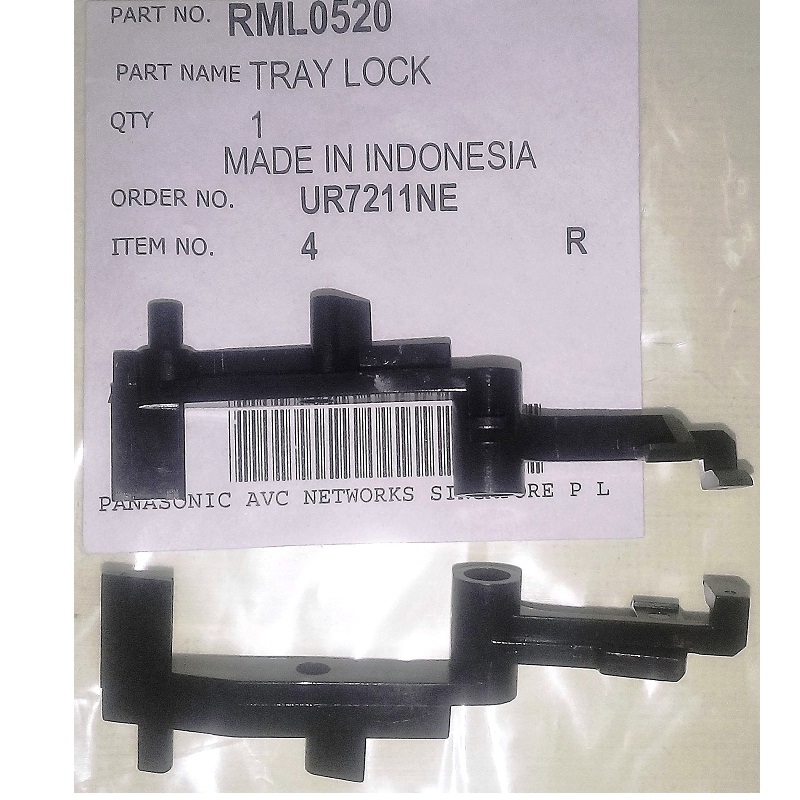 PART NO. RML0520
PART NAME TRAY LOCK
QTY 1
MADE IN INDONESIA
ORDER NO. UR7211NE
ITEM NO. 4 R
PANASONIC AVC NETWORKS SINGAPORE P L